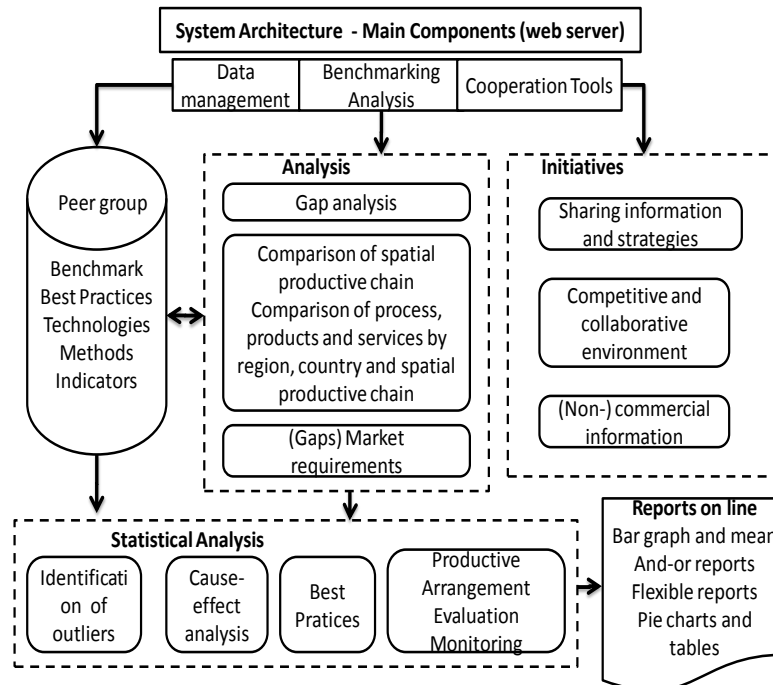 System Architecture - Main Components (web server)
Data
management
Benchmarking
Analysis
Cooperation Tools
Peer group
Benchmark
Best Practices
Technologies
Methods
Indicators
Analysis
Gap analysis
Comparison of spatial
productive chain
Comparison of process,
products and services by
region, country and spatial
productive chain
(Gaps) Market
requirements
Initiatives
Sharing information
and strategies
Competitive and
collaborative
environment
(Non-) commercial
information
Statistical Analysis
Identificati
on of
outliers
Cause-
effect
analysis
Best
Pratices
Productive
Arrangement
Evaluation
Monitoring
Reports on line
Bar graph and mean
And-or reports
Flexible reports
Pie charts and
tables